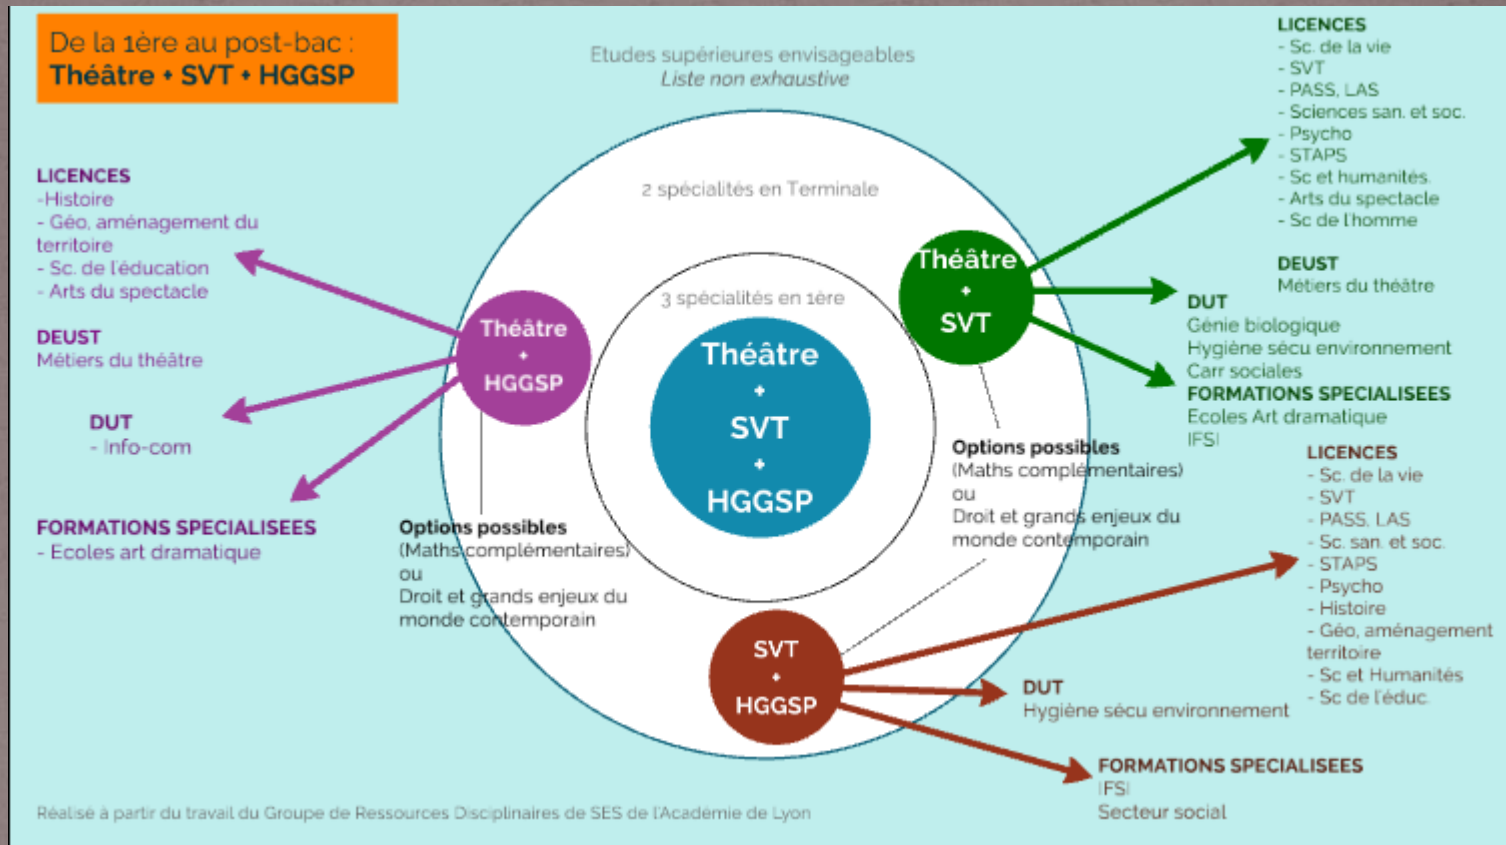 De la 1ère au post-bac :
Théâtre + SVT + HGGSP
Etudes supérieures envisageables
Liste non exhaustive
2 spécialités en Terminale
3 spécialités en 1ère
Théâtre
+
SVT
+
HGGSP
LICENCES
-Histoire
- Géo, aménagement du
territoire
- Sc. de l'éducation
- Arts du spectacle
DEUST
Métiers du théâtre
DUT
- Info-com
FORMATIONS SPECIALISEES
- Ecoles art dramatique
Théâtre
+
HGGSP
Options possibles
(Maths complémentaires)
ou
Droit et grands enjeux du
monde contemporain
Théâtre
+
SVT
LICENCES
- Sc. de la vie
- SVT
- PASS, LAS
- Sciences san. et soc.
- Psycho
- STAPS
- Sc et humanités.
- Arts du spectacle
- Sc de l'homme
DEUST
Métiers du théâtre
DUT
Génie biologique
Hygiène sécu environnement
Carr sociales
FORMATIONS SPECIALISEES
Ecoles Art dramatique
IFSI
Options possibles
(Maths complémentaires)
ou
Droit et grands enjeux du
monde contemporain
SVT
+
HGGSP
LICENCES
- Sc. de la vie
- SVT
- PASS, LAS
- Sc. san. et soc.
- STAPS
- Psycho
- Histoire
- Géo, aménagement
territoire
- Sc et Humanités
- Sc de l'éduc.
DUT
Hygiène sécu environnement
FORMATIONS SPECIALISEES
IFSI
Secteur social
Réalisé à partir du travail du Groupe de Ressources Disciplinaires de SES de l'Académie de Lyon